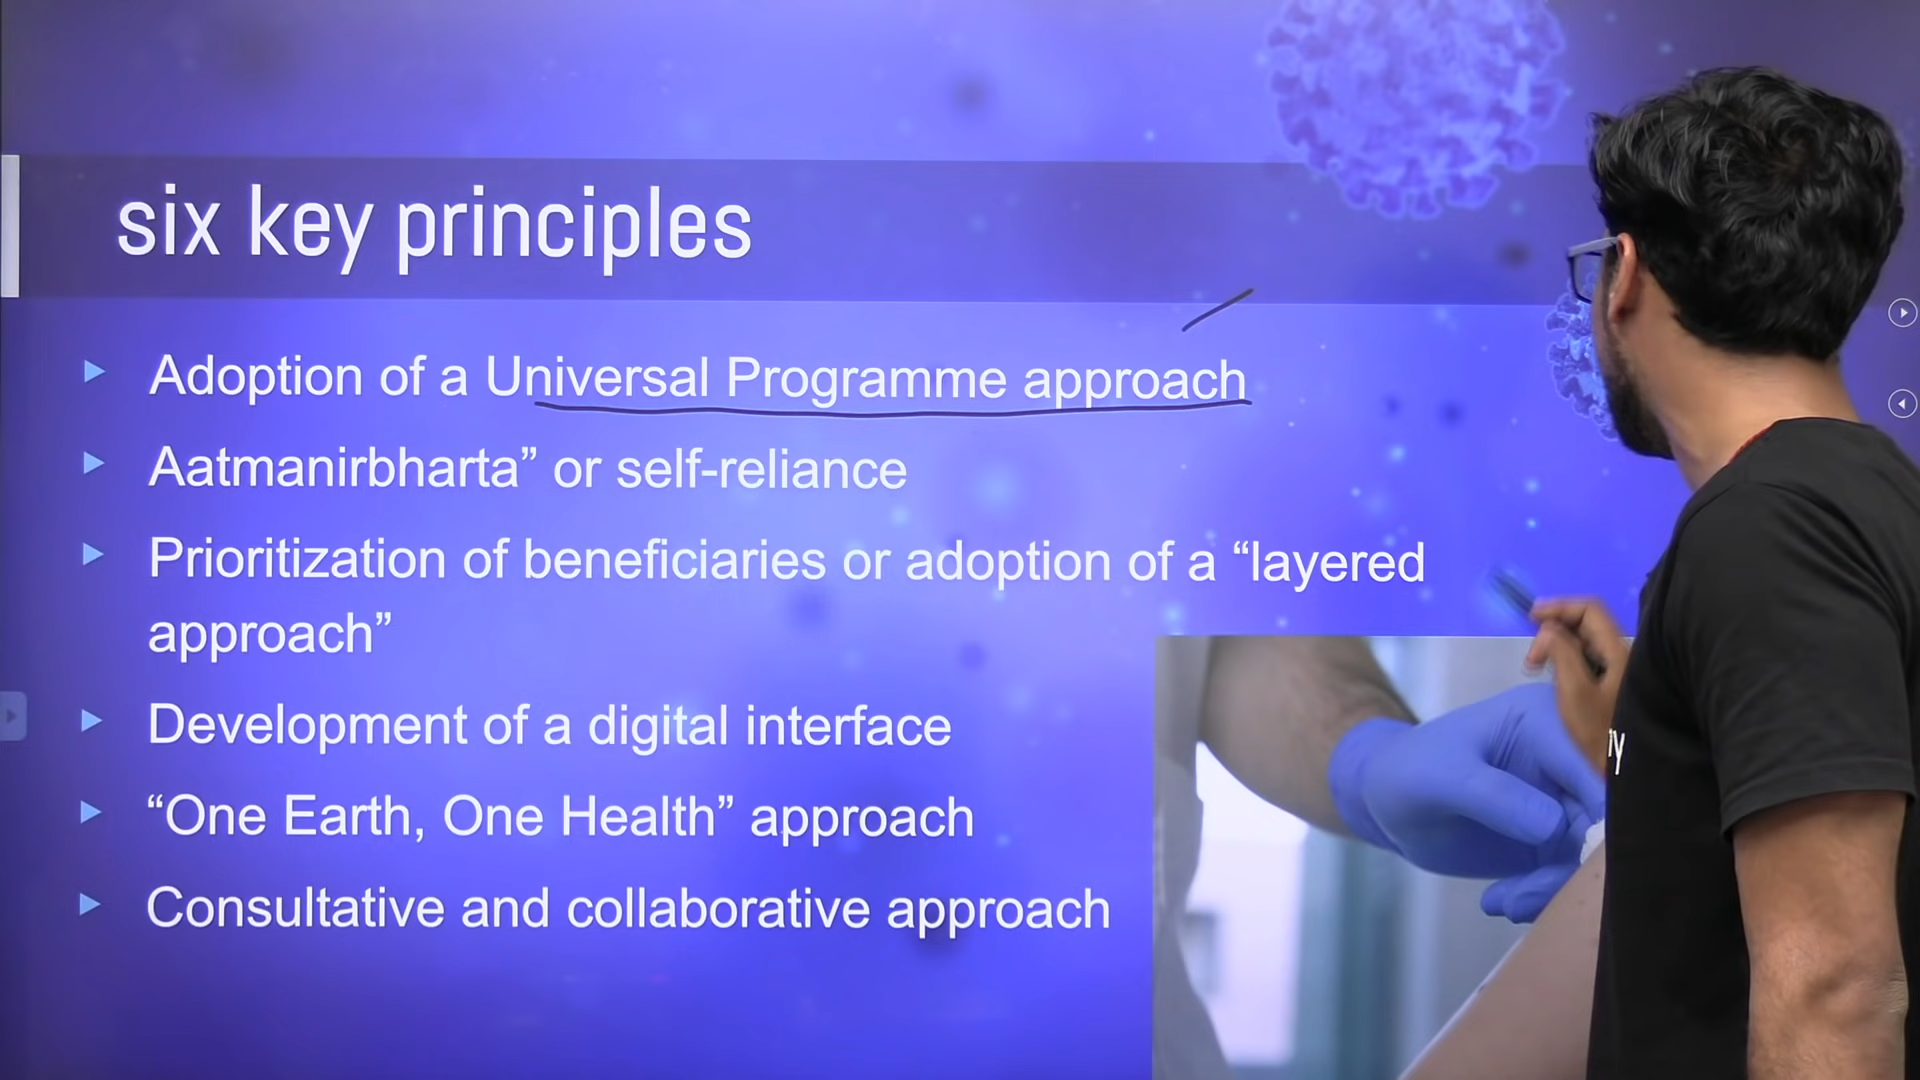 six key principles
Adoption of a Universal Programme approach
Aatmanirbharta” or self-reliance
Prioritization of beneficiaries or adoption of a “layered
approach”
Development of a digital interface
“One Earth, One Health” approach
Consultative and collaborative approach